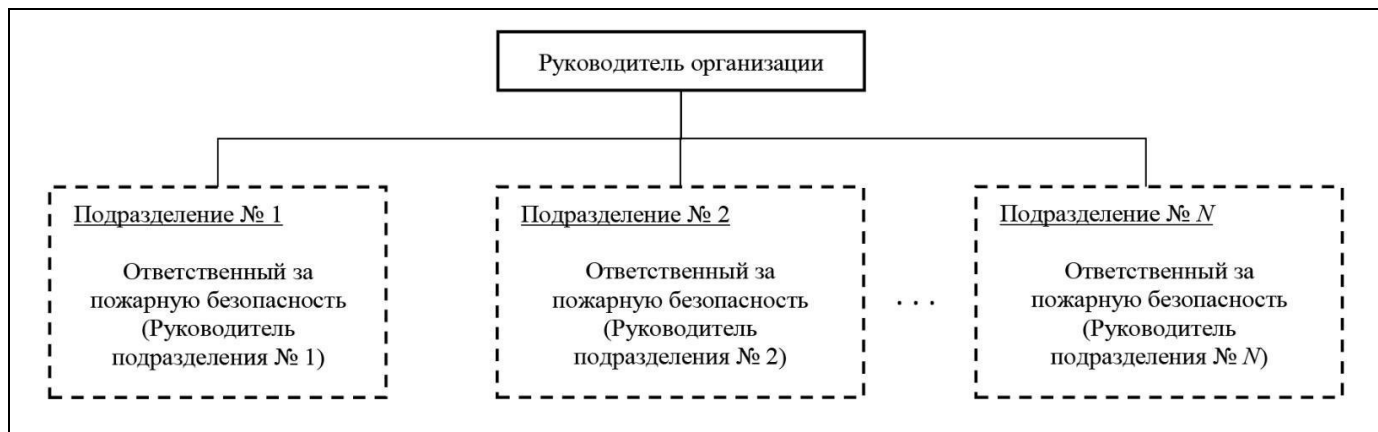 Руководитель организации
Подразделение № 1
Ответственный за
пожарную безопасность
(Руководитель
подразделения № 1)
Подразделение № 2
Ответственный за
пожарную безопасность
(Руководитель
подразделения № 2)
. . .
Подразделение № N
Ответственный за
пожарную безопасность
(Руководитель
подразделения № N)